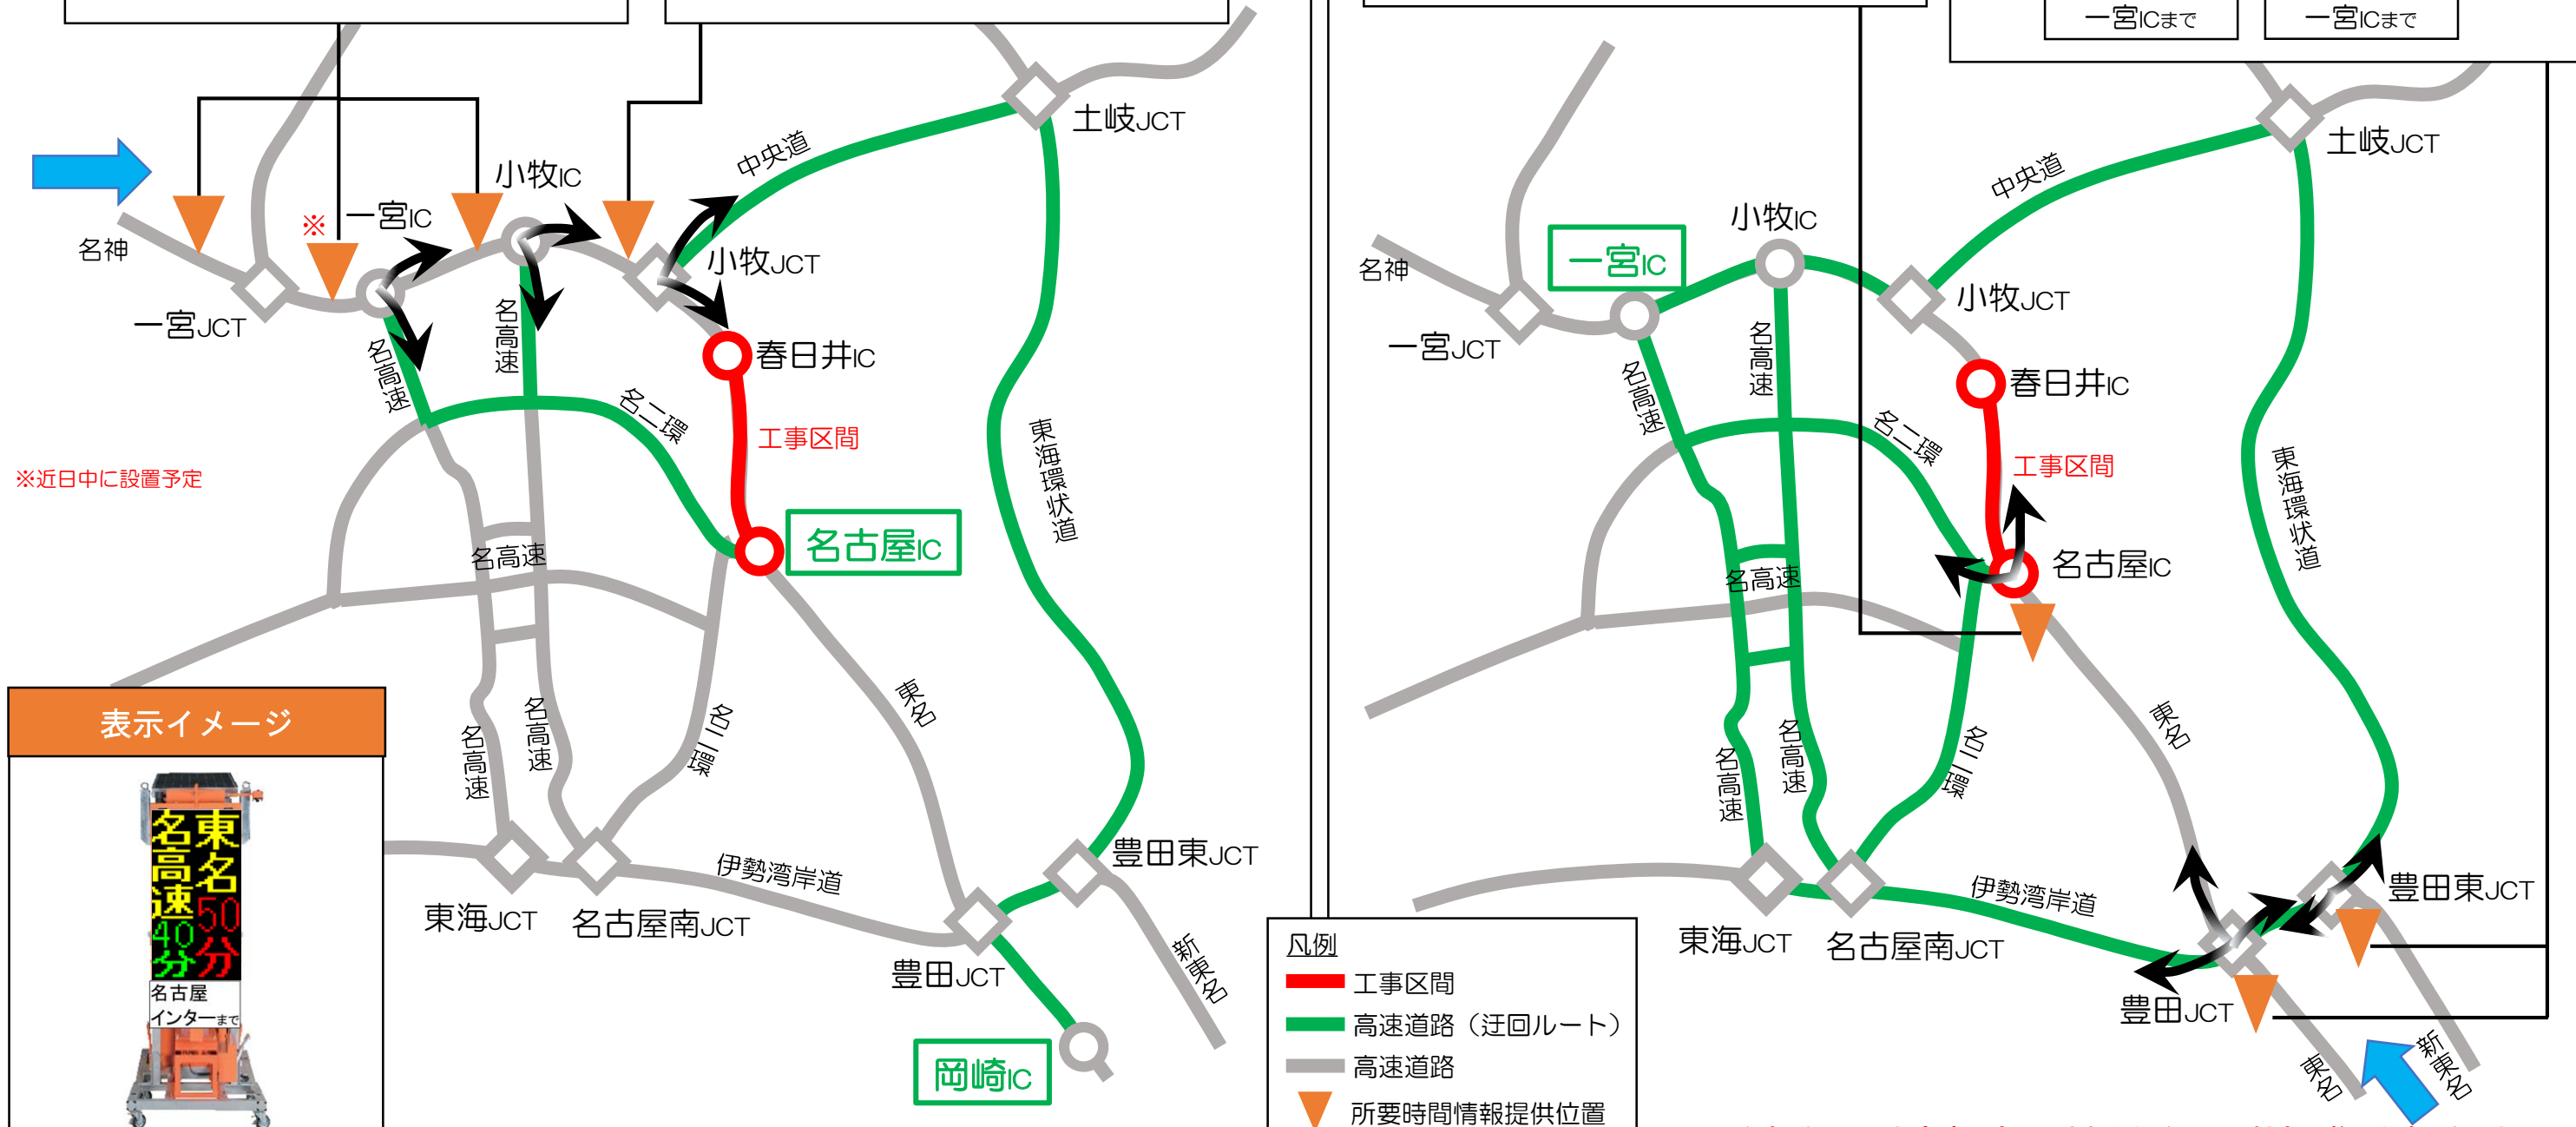 土岐JCT
中央道
小牧IC
※
一宮IC
名神
小牧JCT
一宮JCT
名高速
名高速
春日井IC
名二環
工事区間
東海環状道
※近日中に設置予定
名古屋IC
名高速
東名
名二環
名高速
名高速
表示イメージ
東名50分
名高速40分
名古屋
インターまで
伊勢湾岸道
豊田東JCT
東海JCT
名古屋南JCT
豊田JCT
新東名
岡崎IC
一宮ICまで
一宮ICまで
土岐JCT
中央道
小牧IC
一宮IC
名神
小牧JCT
一宮JCT
名高速
名高速
春日井IC
名二環
工事区間
東海環状道
名古屋IC
名高速
東名
名二環
名高速
名高速
伊勢湾岸道
豊田東JCT
東海JCT
名古屋南JCT
豊田JCT
東名
新東名
凡例
工事区間
高速道路（迂回ルート）
高速道路
所要時間情報提供位置